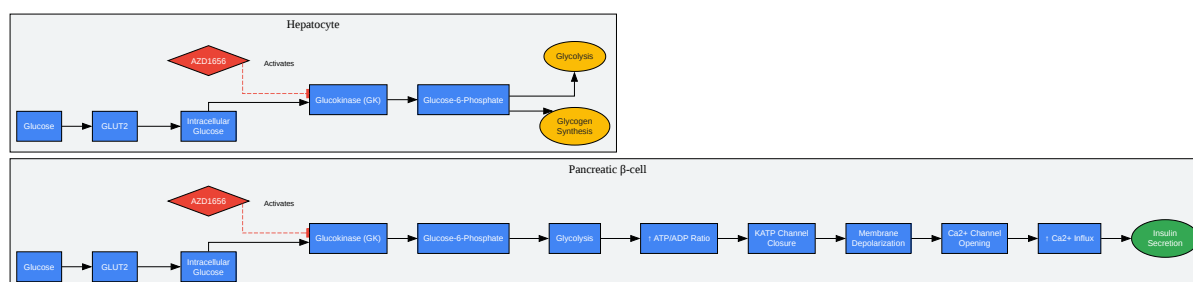 Hepatocyte
AZD1656
Activates
Glycolysis
Glucokinase (GK)
Glucose-6-Phosphate
Glucose
GLUT2
Intracellular
Glucose
Glycogen
Synthesis
Pancreatic β-cell
AZD1656
Activates
Glucokinase (GK)
Glucose-6-Phosphate
Glycolysis
↑ ATP/ADP Ratio
KATP Channel
Closure
Membrane
Depolarization
Ca2+ Channel
Opening
↑ Ca2+ Influx
Insulin
Secretion
Glucose
GLUT2
Intracellular
Glucose